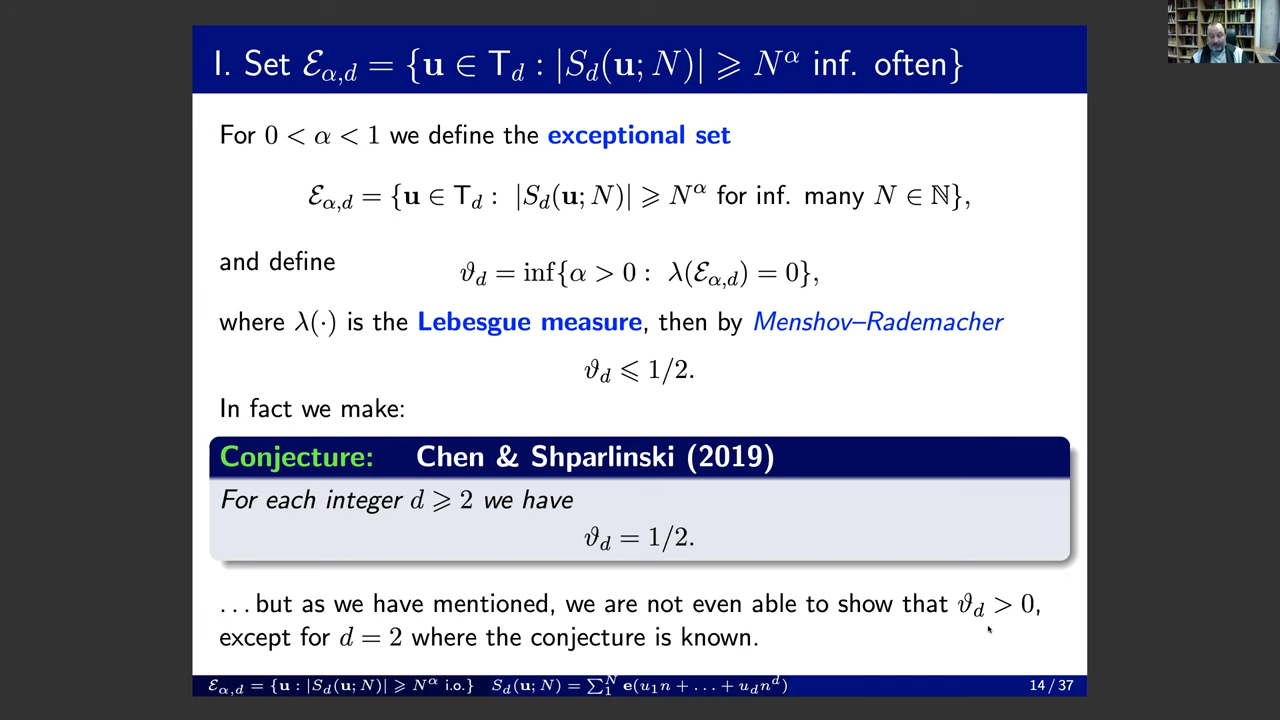 I. Set ℰ_{α,d} = {𝐮 ∈ T_d : |S_d(𝐮; N)| ⩾ N^α inf. often}
For 0 < α < 1 we define the exceptional set
ℰ_{α,d} = {𝐮 ∈ T_d : |S_d(𝐮; N)| ⩾ N^α for inf. many N ∈ ℕ},
and define
ϑ_d = inf{α > 0 : λ(ℰ_{α,d}) = 0},
where λ(·) is the Lebesgue measure, then by Menshov–Rademacher
ϑ_d ⩽ 1/2.
In fact we make:
Conjecture: Chen & Shparlinski (2019)
For each integer d ⩾ 2 we have
ϑ_d = 1/2.
...but as we have mentioned, we are not even able to show that ϑ_d > 0,
except for d = 2 where the conjecture is known.
ℰ_{α,d} = {𝐮 : |S_d(𝐮; N)| ⩾ N^α i.o.} S_d(𝐮; N) = ∑_1^N 𝐞(u_1n + ... + u_dn^d) 14 / 37